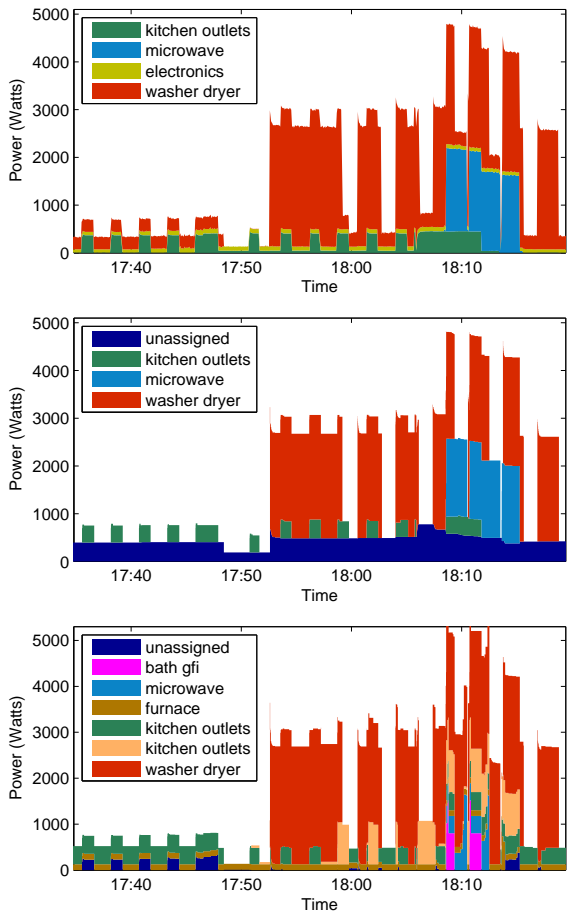 5000
4000
3000
2000
1000
0
Power (Watts)
kitchen outlets
microwave
electronics
washer dryer
17:40 17:50 18:00 18:10
Time
5000
4000
3000
2000
1000
0
Power (Watts)
unassigned
kitchen outlets
microwave
washer dryer
17:40 17:50 18:00 18:10
Time
5000
4000
3000
2000
1000
0
Power (Watts)
unassigned
bath gfi
microwave
furnace
kitchen outlets
kitchen outlets
washer dryer
17:40 17:50 18:00 18:10
Time